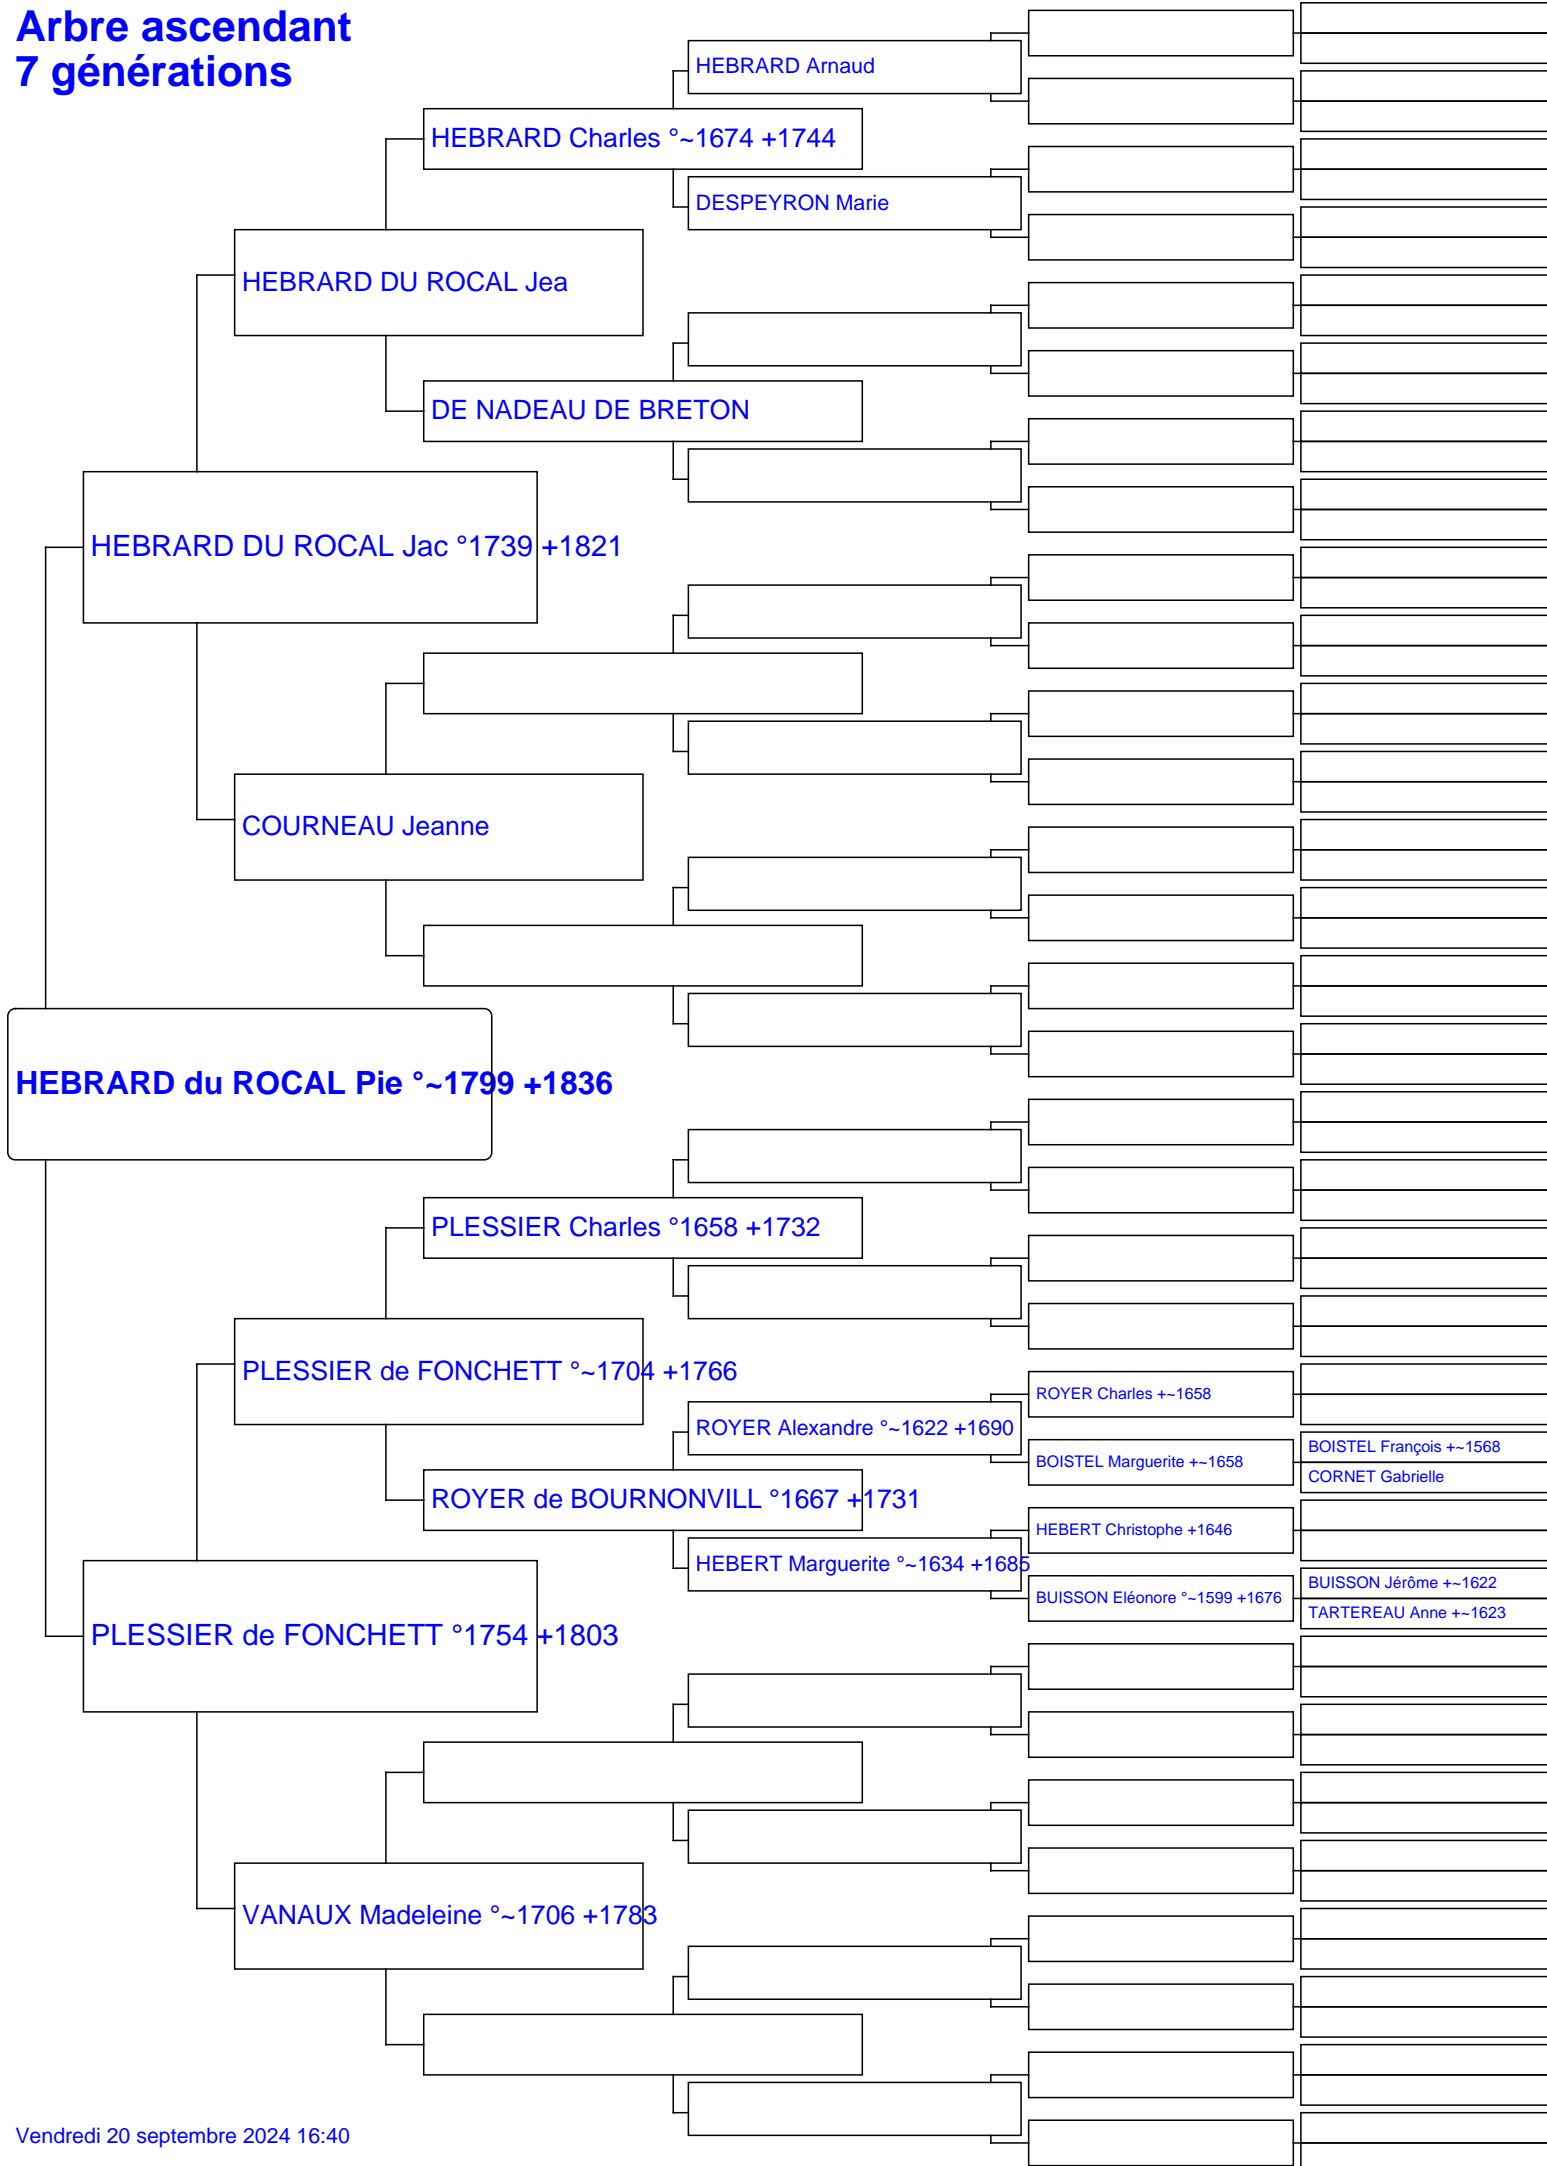 Arbre ascendant
7 générations
HEBRARD Arnaud
HEBRARD Charles °~1674 +1744
DESPEYRON Marie
HEBRARD DU ROCAL Jea
DE NADEAU DE BRETON
HEBRARD DU ROCAL Jac °1739 +1821
COURNEAU Jeanne
HEBRARD du ROCAL Pie °~1799 +1836
PLESSIER Charles °1658 +1732
PLESSIER de FONCHETT °~1704 +1766
ROYER Charles +~1658
ROYER Alexandre °~1622 +1690
BOISTEL François +~1568
BOISTEL Marguerite +~1658
CORNET Gabrielle
ROYER de BOURNONVILL °1667 +1731
HEBERT Christophe +1646
HEBERT Marguerite °~1634 +1685
BUISSON Jérôme +~1622
BUISSON Eléonore °~1599 +1676
TARTEREAU Anne +~1623
PLESSIER de FONCHETT °1754 +1803
VANAUX Madeleine °~1706 +1783
Vendredi 20 septembre 2024 16:40